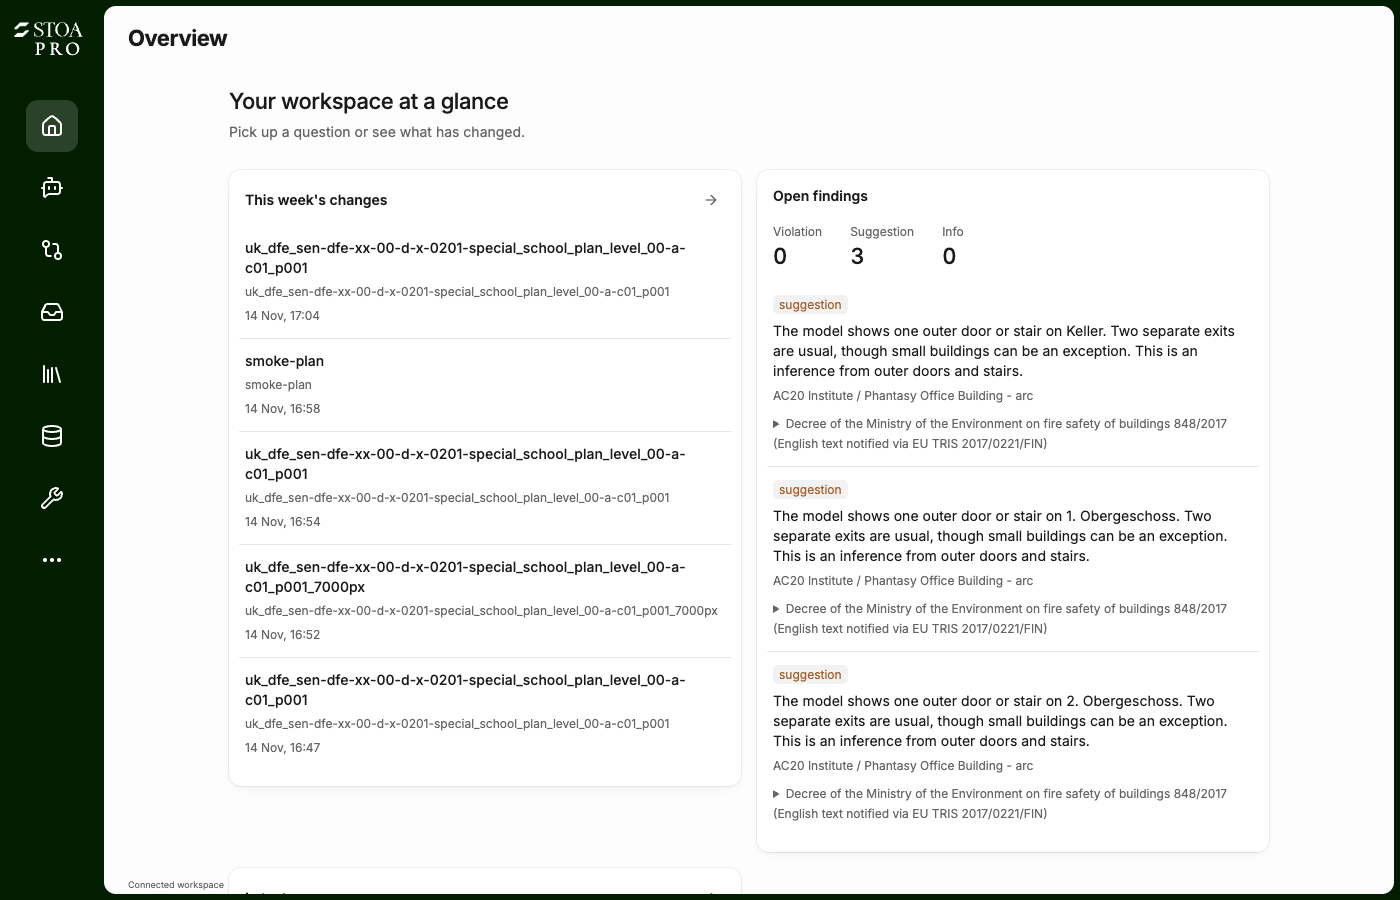 STOA
PRO
Overview
Your workspace at a glance
Pick up a question or see what has changed.
This week's changes
uk_dfe_sen-dfe-xx-00-d-x-0201-special_school_plan_level_00-a-
c01_p001
uk_dfe_sen-dfe-xx-00-d-x-0201-special_school_plan_level_00-a-c01_p001
14 Nov, 17:04
smoke-plan
smoke-plan
14 Nov, 16:58
uk_dfe_sen-dfe-xx-00-d-x-0201-special_school_plan_level_00-a-
c01_p001
uk_dfe_sen-dfe-xx-00-d-x-0201-special_school_plan_level_00-a-c01_p001
14 Nov, 16:54
uk_dfe_sen-dfe-xx-00-d-x-0201-special_school_plan_level_00-a-
c01_p001_7000px
uk_dfe_sen-dfe-xx-00-d-x-0201-special_school_plan_level_00-a-c01_p001_7000px
14 Nov, 16:52
uk_dfe_sen-dfe-xx-00-d-x-0201-special_school_plan_level_00-a-
c01_p001
uk_dfe_sen-dfe-xx-00-d-x-0201-special_school_plan_level_00-a-c01_p001
14 Nov, 16:47
Open findings
Violation Suggestion Info
0 3 0
suggestion
The model shows one outer door or stair on Keller. Two separate exits
are usual, though small buildings can be an exception. This is an
inference from outer doors and stairs.
AC20 Institute / Phantasy Office Building - arc
Decree of the Ministry of the Environment on fire safety of buildings 848/2017
(English text notified via EU TRIS 2017/0221/FIN)
suggestion
The model shows one outer door or stair on 1. Obergeschoss. Two
separate exits are usual, though small buildings can be an exception.
This is an inference from outer doors and stairs.
AC20 Institute / Phantasy Office Building - arc
Decree of the Ministry of the Environment on fire safety of buildings 848/2017
(English text notified via EU TRIS 2017/0221/FIN)
suggestion
The model shows one outer door or stair on 2. Obergeschoss. Two
separate exits are usual, though small buildings can be an exception.
This is an inference from outer doors and stairs.
AC20 Institute / Phantasy Office Building - arc
Decree of the Ministry of the Environment on fire safety of buildings 848/2017
(English text notified via EU TRIS 2017/0221/FIN)
Connected workspace